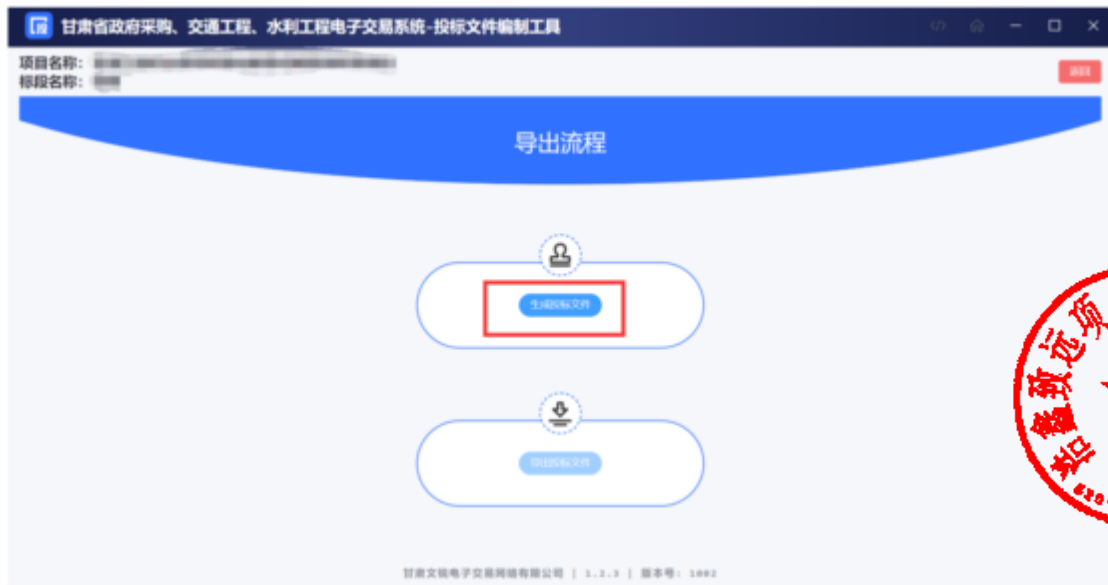 甘肃省政府采购、交通工程、水利工程电子交易系统-投标文件编制工具
项目名称：
标段名称：
返回
导出流程
生成投标文件
导出投标文件
甘肃文锐电子交易网络有限公司 | 1.2.3 | 版本号: 1002
致远项